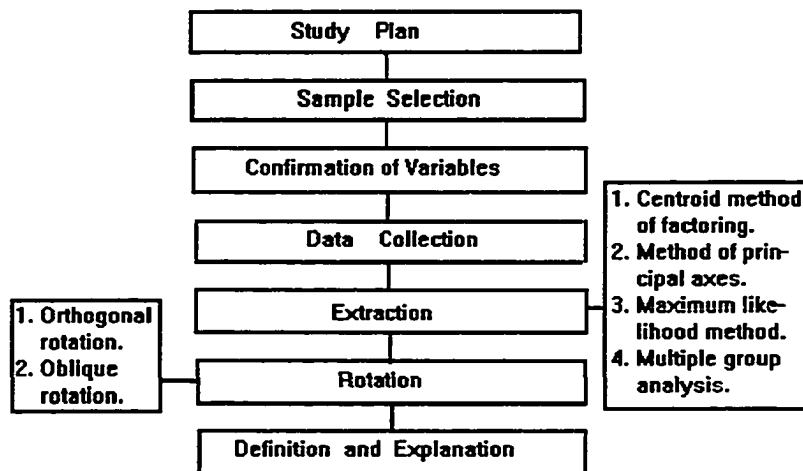 Study Plan
Sample Selection
Confirmation of Variables
Data Collection
Extraction
Rotation
Definition and Explanation
1. Centroid method
of factoring.
2. Method of prin-
cipal axes.
3. Maximum like-
lihood method.
4. Multiple group
analysis.
1. Orthogonal
rotation.
2. Oblique
rotation.